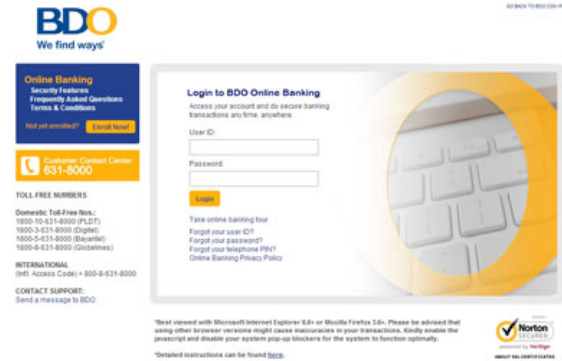 GO BACK TO BDO.COM.PH
BDO
We find ways
Online Banking
Security Features
Frequently Asked Questions
Terms & Conditions
Not yet enrolled?
Enroll Now!
Customer Contact Center
631-8000
TOLL-FREE NUMBERS
Domestic Toll-Free Nos.:
1800-10-631-8000 (PLDT)
1800-3-631-8000 (Digitel)
1800-5-631-8000 (Bayantel)
1800-8-631-8000 (Globelines)
INTERNATIONAL
(Intl. Access Code) + 800-8-631-8000
CONTACT SUPPORT:
Send a message to BDO
Login to BDO Online Banking
Access your account and do secure banking
transactions any time, anywhere.
User ID:
Password:
Login
Take online banking tour
Forgot your user ID?
Forgot your password?
Forgot your telephone PIN?
Online Banking Privacy Policy
*Best viewed with Microsoft Internet Explorer 6.0+ or Mozilla Firefox 3.0+. Please be advised that
using other browser versions might cause inaccuracies in your transactions. Kindly enable the
javascript and disable your system pop-up blockers for the system to function optimally.
*Detailed instructions can be found here.
Norton
SECURED
powered by VeriSign
ABOUT SSL CERTIFICATES